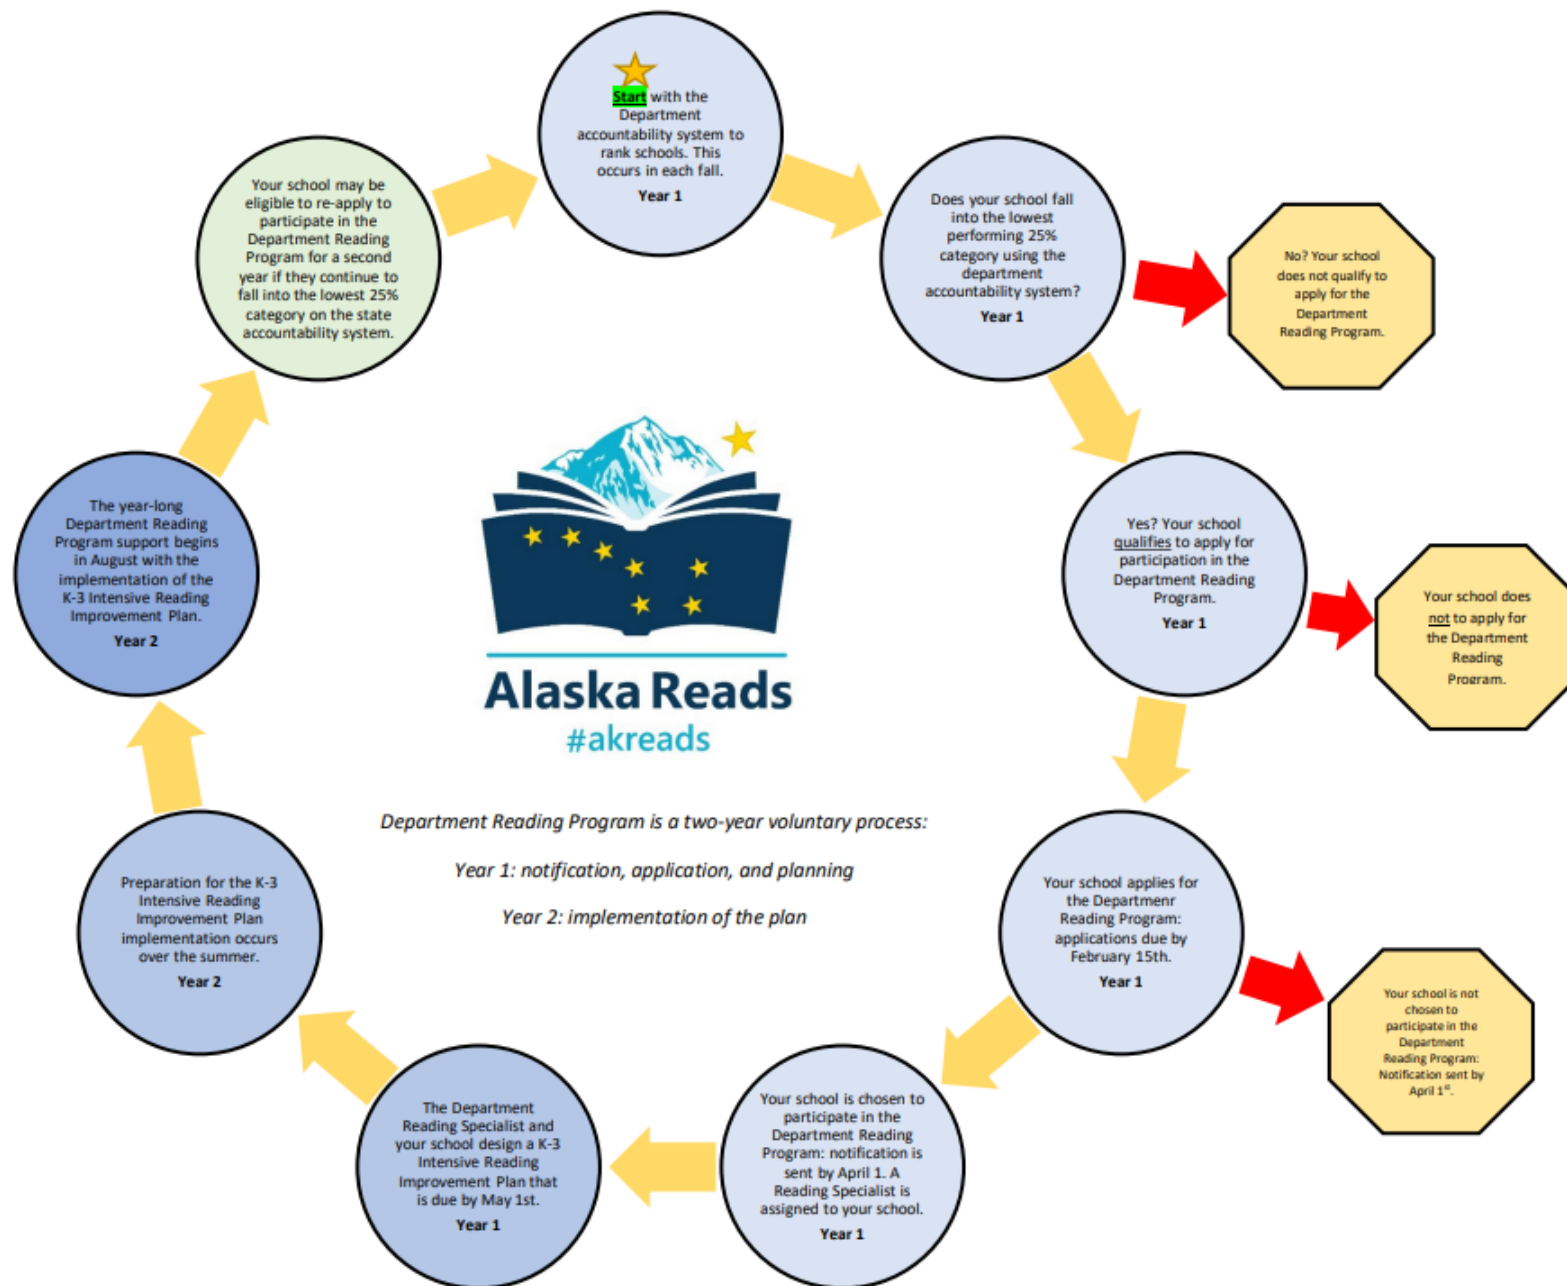 Start with the
Department
accountability system to
rank schools. This
occurs in each fall.
Year 1
Does your school fall
into the lowest
performing 25%
category using the
department
accountability system?
Year 1
No? Your school
does not qualify to
apply for the
Department
Reading Program.
Yes? Your school
qualifies to apply for
participation in the
Department Reading
Program.
Year 1
Your school does
not to apply for
the Department
Reading
Program.
Your school applies for
the Departmenr
Reading Program:
applications due by
February 15th.
Year 1
Your school is not
chosen to
participate in the
Department
Reading Program:
Notification sent by
April 1st.
Your school is chosen to
participate in the
Department Reading
Program: notification is
sent by April 1. A
Reading Specialist is
assigned to your school.
Year 1
The Department
Reading Specialist and
your school design a K-3
Intensive Reading
Improvement Plan that
is due by May 1st.
Year 1
Preparation for the K-3
Intensive Reading
Improvement Plan
implementation occurs
over the summer.
Year 2
The year-long
Department Reading
Program support begins
in August with the
implementation of the
K-3 Intensive Reading
Improvement Plan.
Year 2
Your school may be
eligible to re-apply to
participate in the
Department Reading
Program for a second
year if they continue to
fall into the lowest 25%
category on the state
accountability system.
Alaska Reads
#akreads
Department Reading Program is a two-year voluntary process:
Year 1: notification, application, and planning
Year 2: implementation of the plan